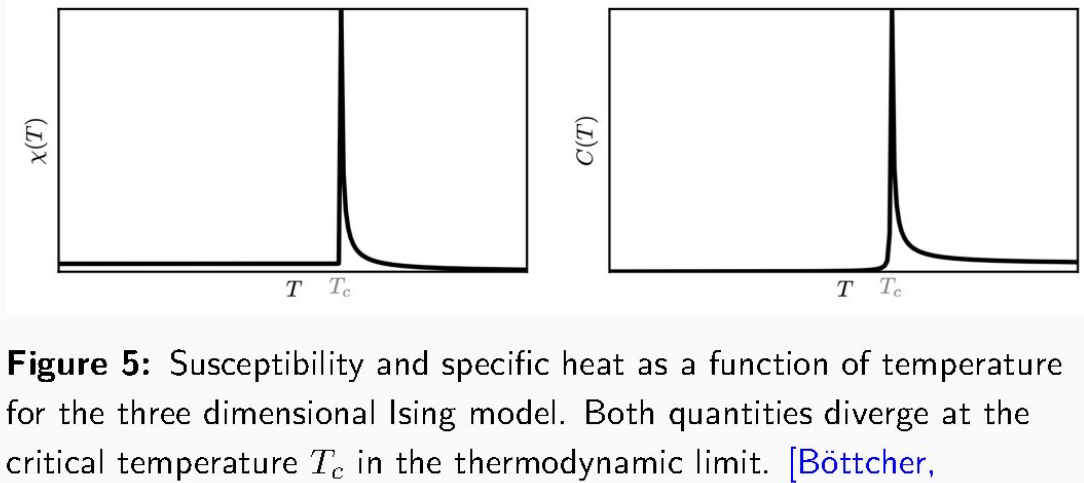 χ(T)
T T_c
C(T)
T T_c
Figure 5: Susceptibility and specific heat as a function of temperature
for the three dimensional Ising model. Both quantities diverge at the
critical temperature T_c in the thermodynamic limit. [Böttcher,